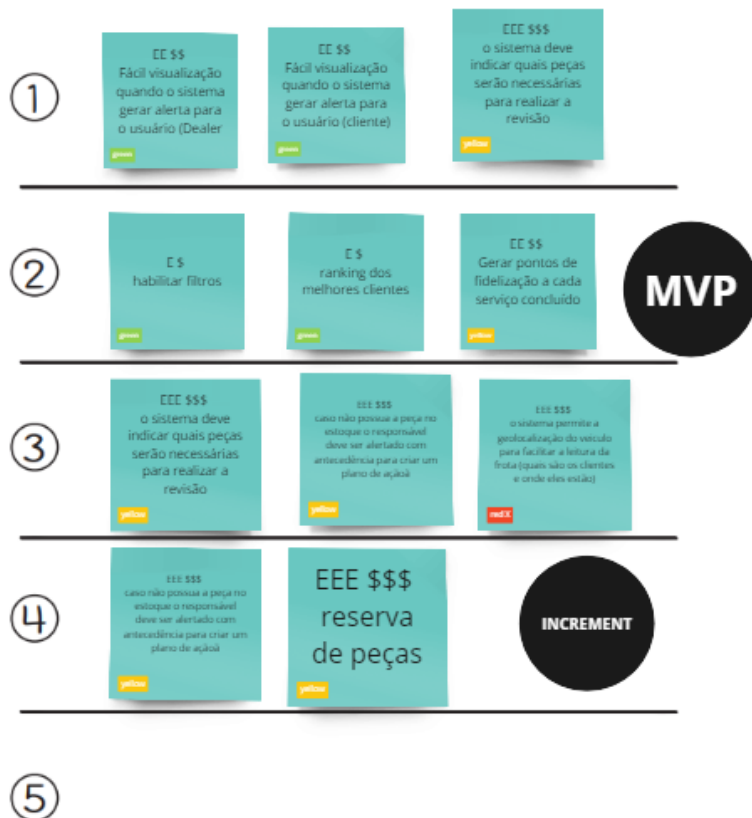 1
EE $$
Fácil visualização
quando o sistema
gerar alerta para
o usuário (Dealer
green
EE $$
Fácil visualização
quando o sistema
gerar alerta para
o usuário (cliente)
green
EEE $$$
o sistema deve
indicar quais peças
serão necessárias
para realizar a
revisão
yellow
2
E $
habilitar filtros
green
E $
ranking dos
melhores clientes
green
EE $$
Gerar pontos de
fidelização a cada
serviço concluído
yellow
MVP
3
EEE $$$
o sistema deve
indicar quais peças
serão necessárias
para realizar a
revisão
yellow
EEE $$$
caso não possua a peça no
estoque o responsável
deve ser alertado com
antecedência para criar um
plano de açãoà
yellow
EEE $$$
o sistema permite a
geolocalização do veículo
para facilitar a leitura da
frota (quais são os clientes
e onde eles estão)
red X
4
EEE $$$
caso não possua a peça no
estoque o responsável
deve ser alertado com
antecedência para criar um
plano de açãoà
yellow
EEE $$$
reserva
de peças
yellow
INCREMENT
5